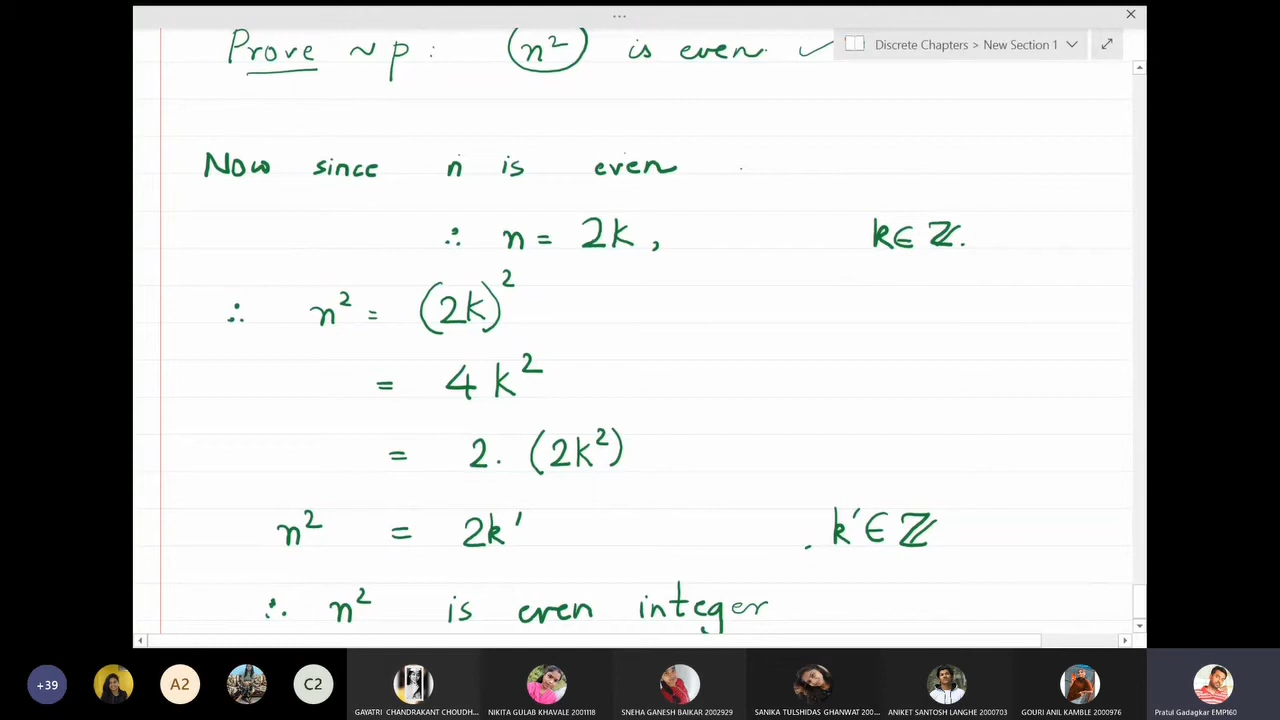 Prove ~p : (n²) is even. ✓
Discrete Chapters > New Section 1
Now since n is even
∴ n = 2k, k ∈ ℤ.
∴ n² = (2k)²
= 4k²
= 2. (2k²)
n² = 2k' . k' ∈ ℤ
∴ n² is even integer
+39
A2
C2
GAYATRI CHANDRAKANT CHOUDH...
NIKITA GULAB KHAVALE 2001118
SNEHA GANESH BAIKAR 2002929
SANIKA TULSHIDAS GHANWAT 200...
ANIKET SANTOSH LANGHE 2000703
GOURI ANIL KAMBLE 2000976
Pratul Gadagkar EMP160